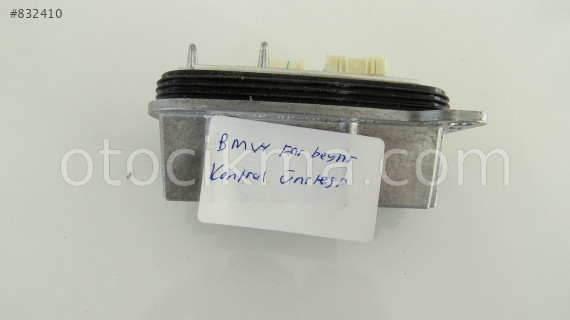 #832410
otocikma.com
BMW Far beyni
Kontrol ünitesi